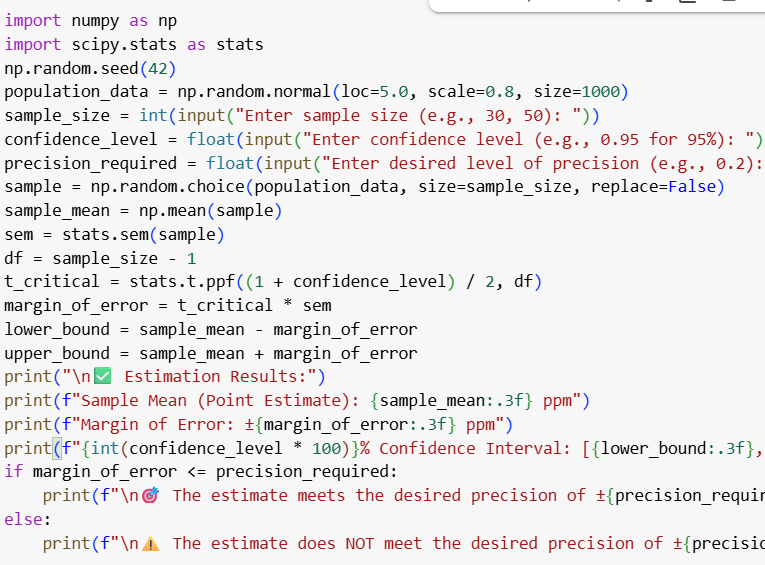 import numpy as np
import scipy.stats as stats
np.random.seed(42)
population_data = np.random.normal(loc=5.0, scale=0.8, size=1000)
sample_size = int(input("Enter sample size (e.g., 30, 50): "))
confidence_level = float(input("Enter confidence level (e.g., 0.95 for 95%): ")
precision_required = float(input("Enter desired level of precision (e.g., 0.2):
sample = np.random.choice(population_data, size=sample_size, replace=False)
sample_mean = np.mean(sample)
sem = stats.sem(sample)
df = sample_size - 1
t_critical = stats.t.ppf((1 + confidence_level) / 2, df)
margin_of_error = t_critical * sem
lower_bound = sample_mean - margin_of_error
upper_bound = sample_mean + margin_of_error
print("\n✅ Estimation Results:")
print(f"Sample Mean (Point Estimate): {sample_mean:.3f} ppm")
print(f"Margin of Error: ±{margin_of_error:.3f} ppm")
print(f"{int(confidence_level * 100)}% Confidence Interval: [{lower_bound:.3f},
if margin_of_error <= precision_required:
    print(f"\n🎯 The estimate meets the desired precision of ±{precision_requir
else:
    print(f"\n⚠️ The estimate does NOT meet the desired precision of ±{precisio